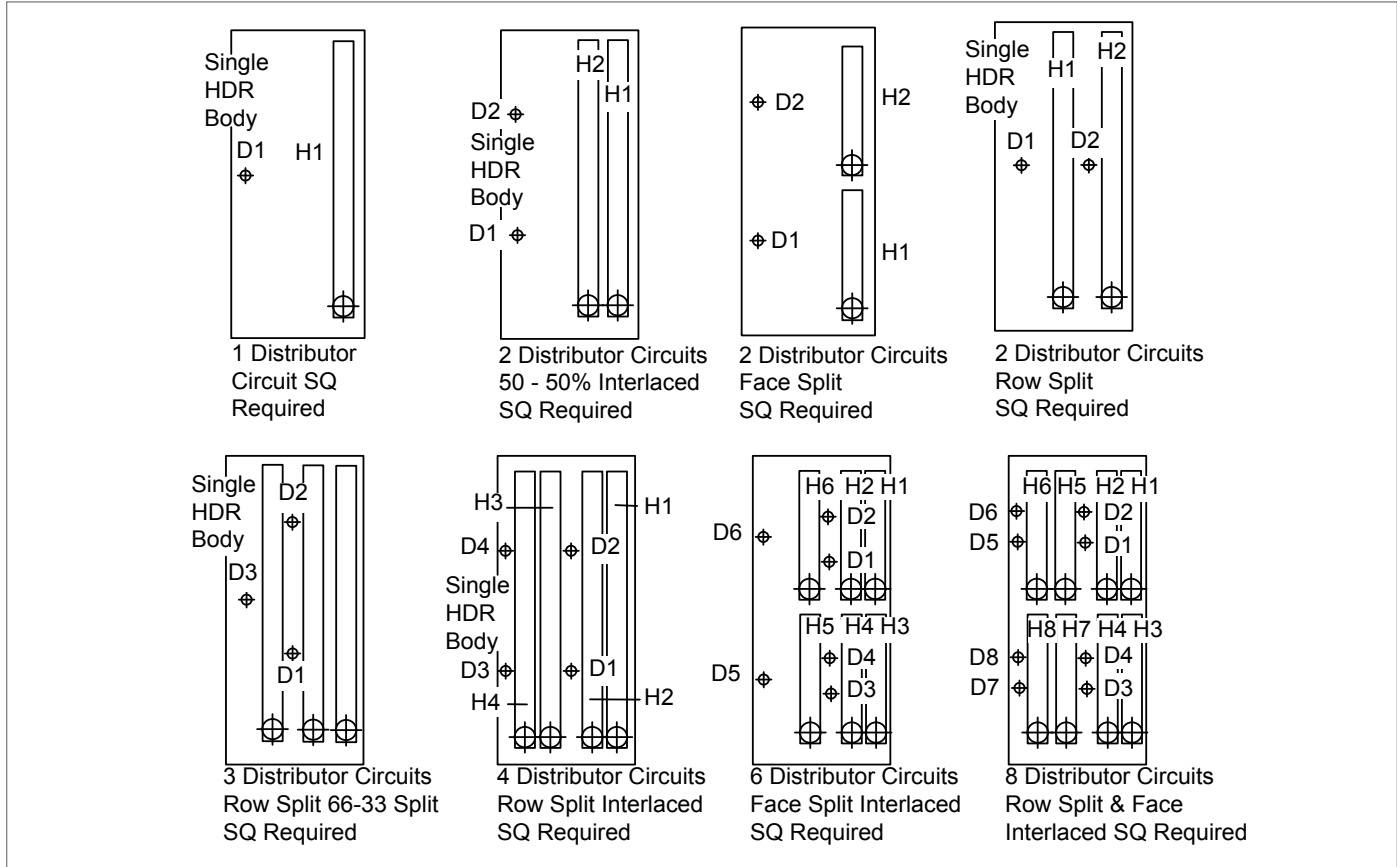 Single
HDR
Body
D1
H1
1 Distributor
Circuit SQ
Required
H2
H1
D2
Single
HDR
Body
D1
2 Distributor Circuits
50 - 50% Interlaced
SQ Required
D2
H2
D1
H1
2 Distributor Circuits
Face Split
SQ Required
Single
HDR
Body
H1
H2
D1
D2
2 Distributor Circuits
Row Split
SQ Required
Single
HDR
Body
D2
D3
D1
3 Distributor Circuits
Row Split 66-33 Split
SQ Required
H3
H1
D4
D2
Single
HDR
Body
D3
D1
H4
H2
4 Distributor Circuits
Row Split Interlaced
SQ Required
H6 H2 H1
D2
D6
D1
H5 H4 H3
D4
D5
D3
6 Distributor Circuits
Face Split Interlaced
SQ Required
H6 H5 H2 H1
D6 D2
D5 D1
H8 H7 H4 H3
D8 D4
D7 D3
8 Distributor Circuits
Row Split & Face
Interlaced SQ Required